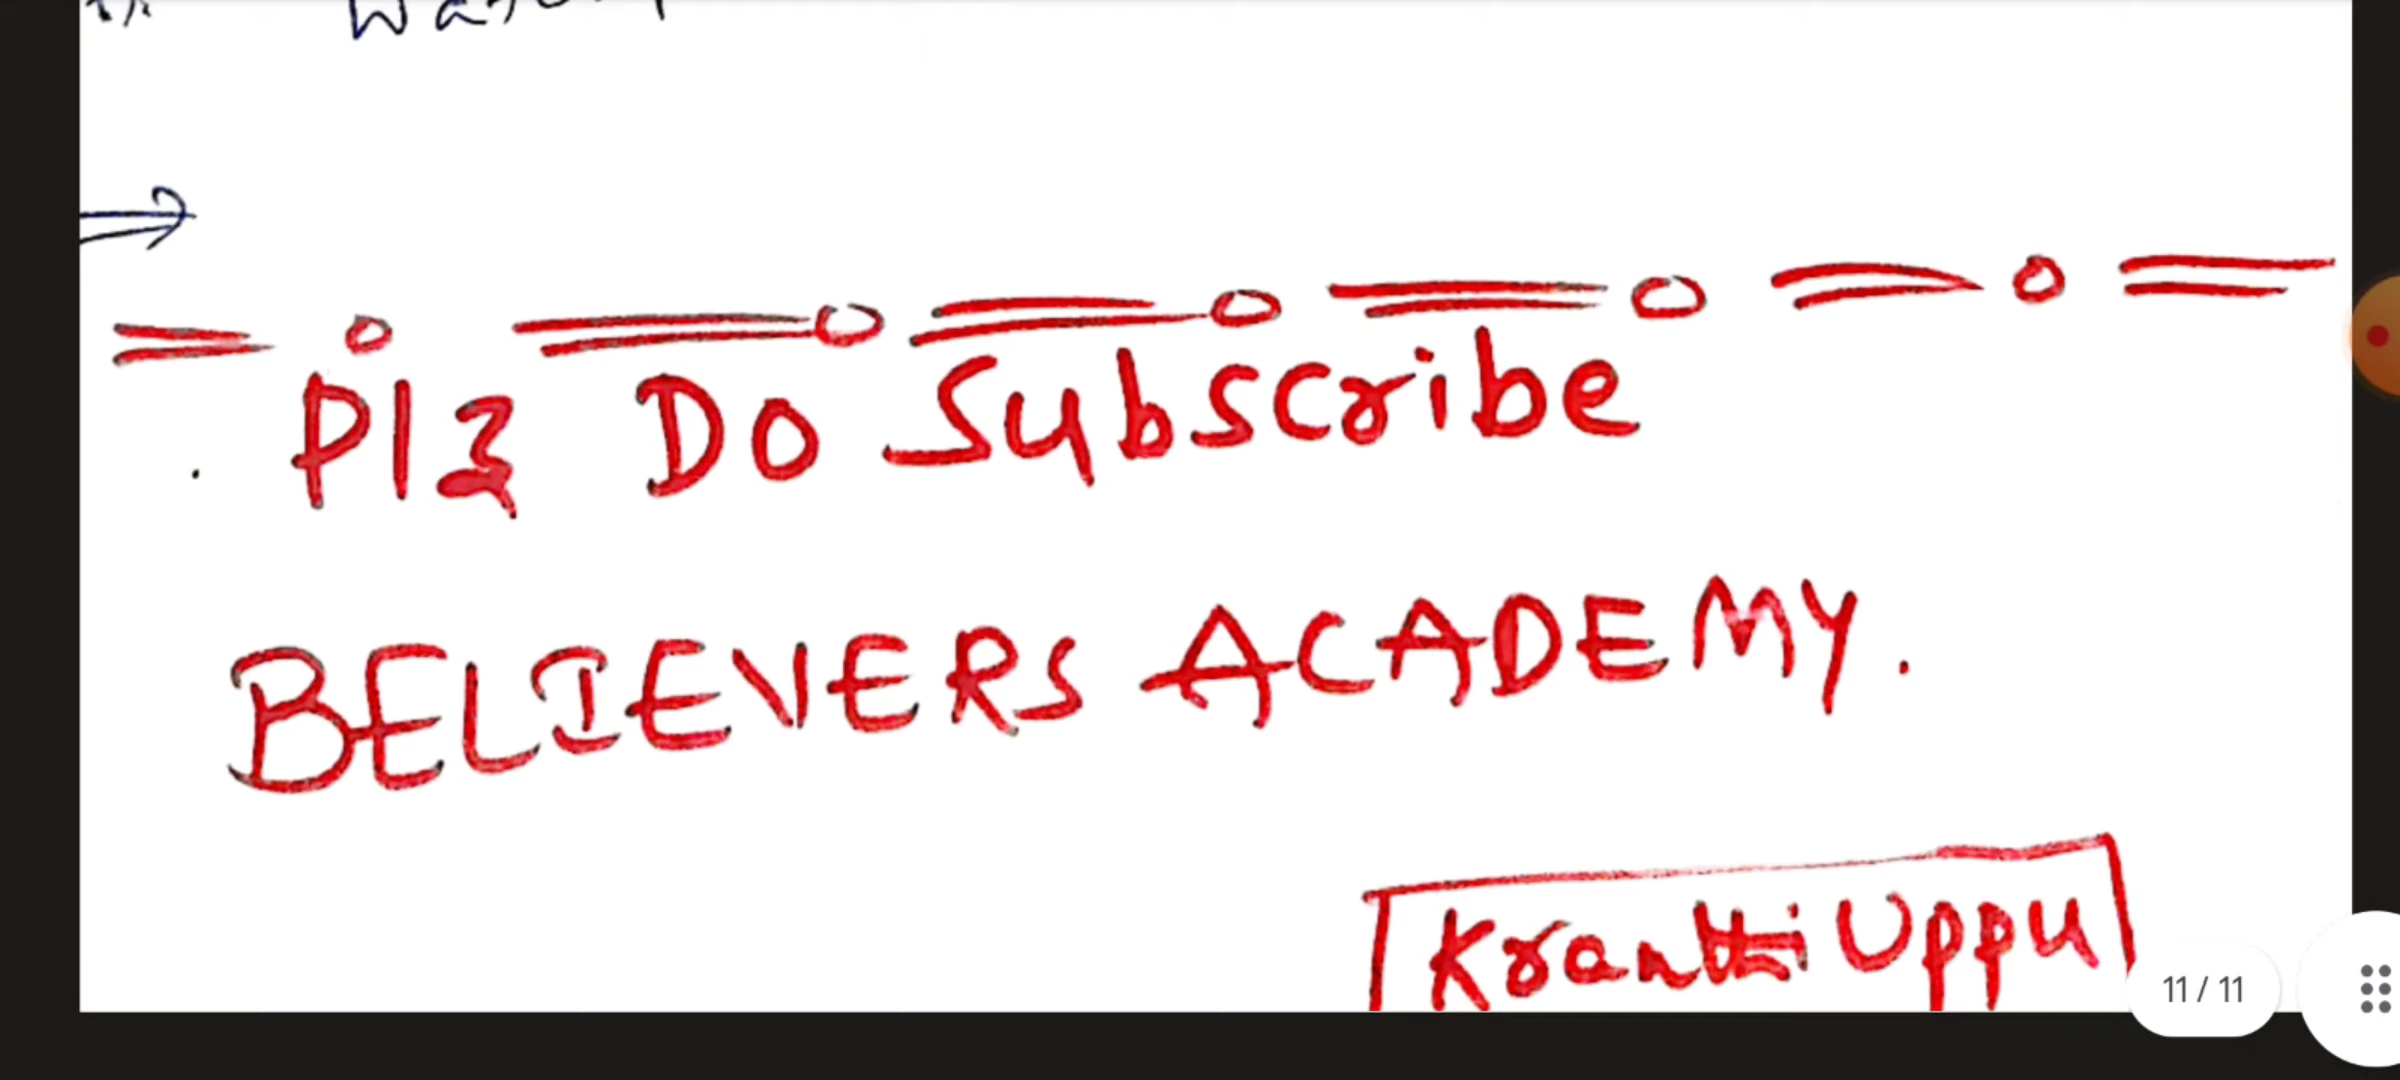 Plz Do Subscribe
BELIEVERS ACADEMY.
Kranthi Uppu
11 / 11